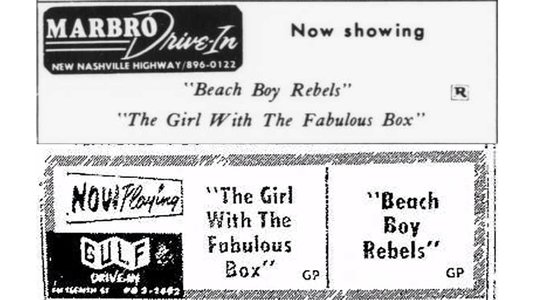 MARBRO
Drive-In
NEW NASHVILLE HIGHWAY/896-0122
Now showing
"Beach Boy Rebels"
R
"The Girl With The Fabulous Box"
NOW Playing
GULF
DRIVE-IN
"The Girl
With The
Fabulous
Box"
GP
"Beach
Boy
Rebels"
GP